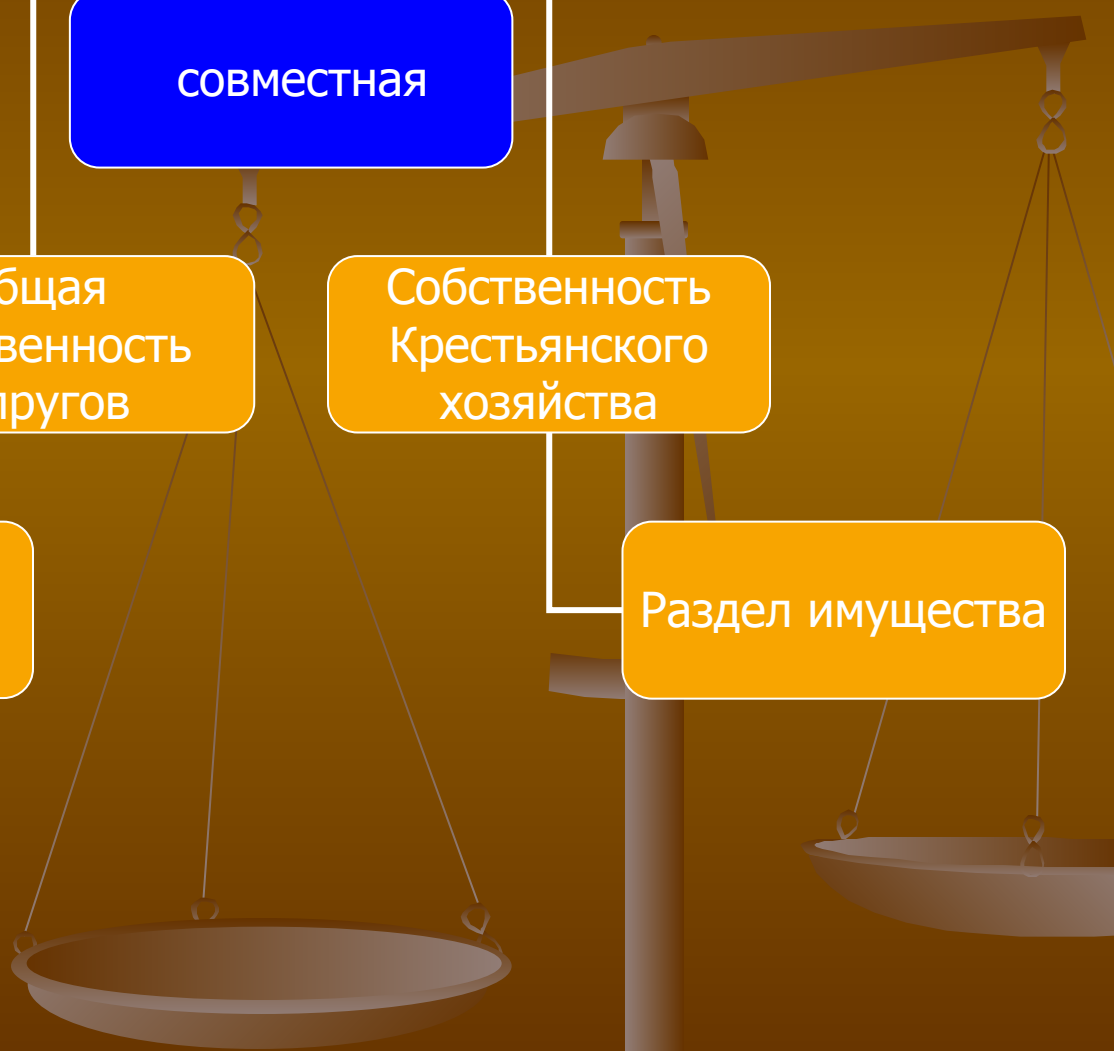 совместная
бщая
венность
пругов
Собственность
Крестьянского
хозяйства
Раздел имущества